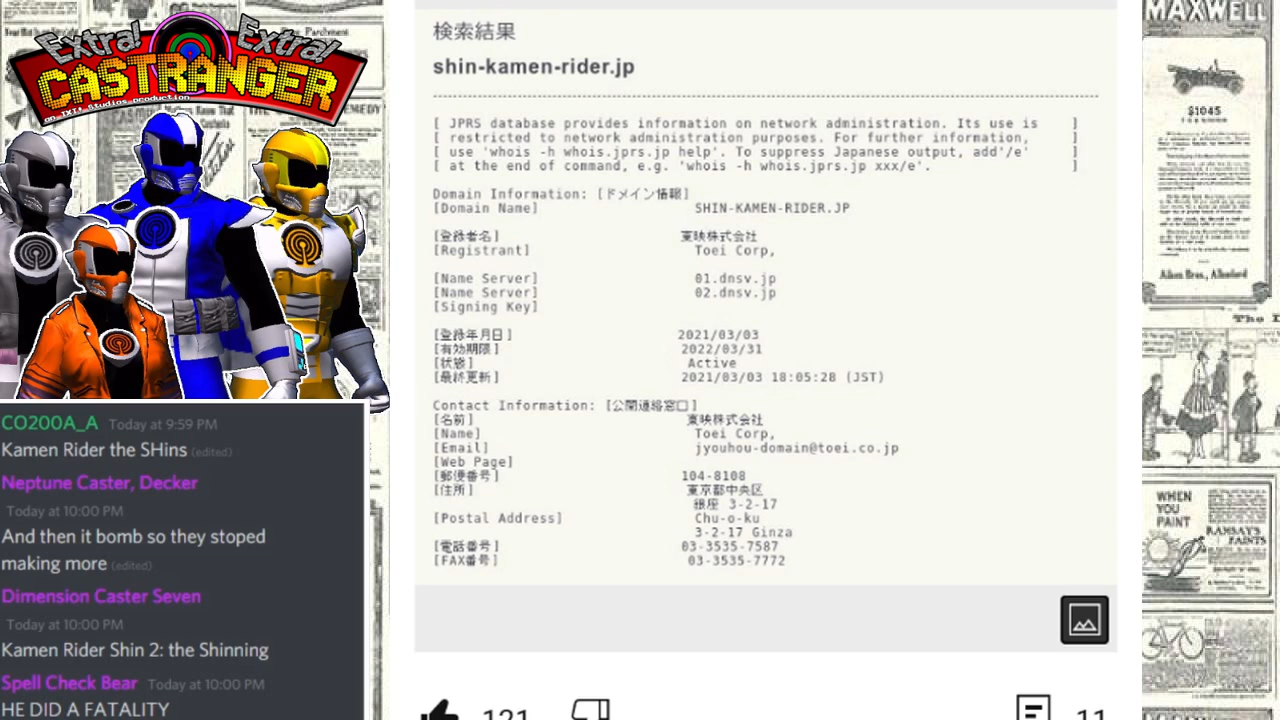 Extra! Extra!
CASTRANGER
an TXT* Studios production
CO200A_A Today at 9:59 PM
Kamen Rider the SHins (edited)
Neptune Caster, Decker
Today at 10:00 PM
And then it bomb so they stoped
making more (edited)
Dimension Caster Seven
Today at 10:00 PM
Kamen Rider Shin 2: the Shinning
Spell Check Bear Today at 10:00 PM
HE DID A FATALITY
検索結果
shin-kamen-rider.jp
[ JPRS database provides information on network administration. Its use is ]
[ restricted to network administration purposes. For further information, ]
[ use'whois -h whois.jprs.jp help'. To suppress Japanese output, add'/e' ]
[ at the end of command, e.g. 'whois -h whois.jprs.jp xxx/e'. ]
Domain Information: [ドメイン情報]
[Domain Name] SHIN-KAMEN-RIDER.JP
[登録者名] 東映株式会社
[Registrant] Toei Corp,
[Name Server] 01.dnsv.jp
[Name Server] 02.dnsv.jp
[Signing Key]
[登録年月日] 2021/03/03
[有効期限] 2022/03/31
[状態] Active
[最終更新] 2021/03/03 18:05:28 (JST)
Contact Information: [公開連絡窓口]
[名前] 東映株式会社
[Name] Toei Corp,
[Email] jyouhou-domain@toei.co.jp
[Web Page]
[郵便番号] 104-8108
[住所] 東京都中央区
銀座 3-2-17
[Postal Address] Chu-o-ku
3-2-17 Ginza
[電話番号] 03-3535-7587
[FAX番号] 03-3535-7772
121
11
MAXWELL
$1045
Allen Bros., Allenford
WHEN
YOU
PAINT
RAMSAY'S
PAINTS